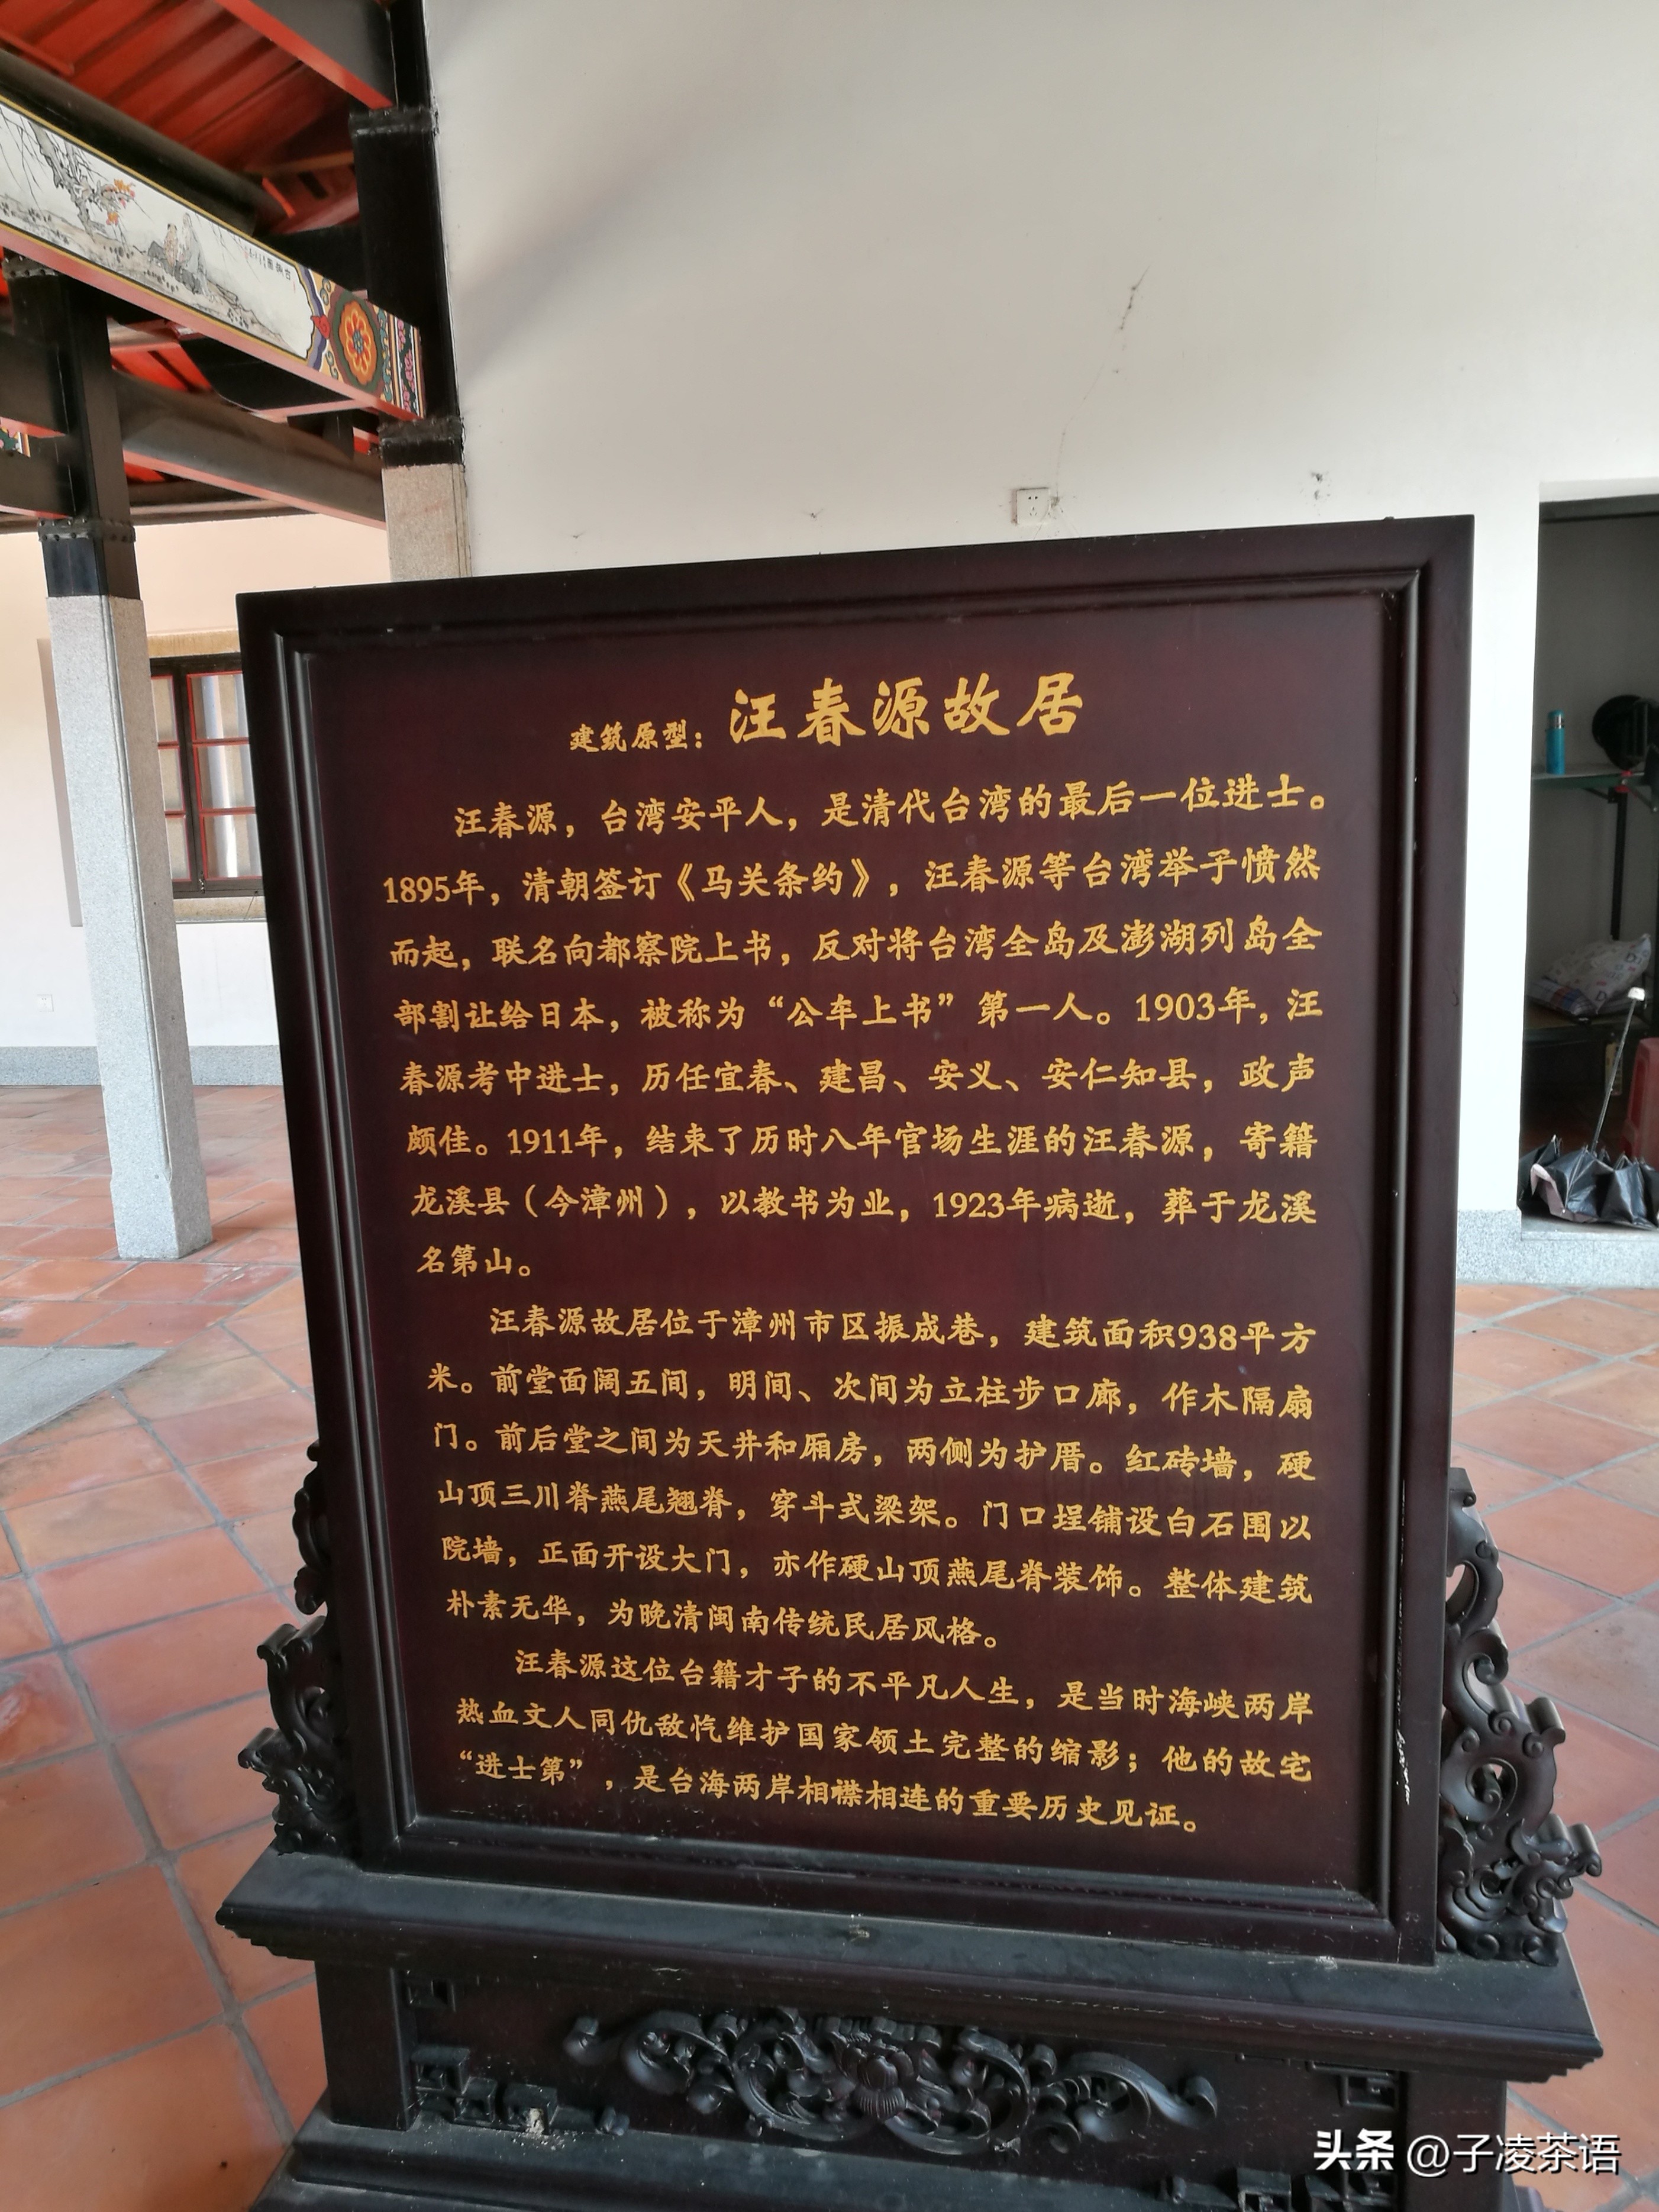 建筑原型：汪春源故居
汪春源，台湾安平人，是清代台湾的最后一位进士。
1895年，清朝签订《马关条约》，汪春源等台湾举子愤然
而起，联名向都察院上书，反对将台湾全岛及澎湖列岛全
部割让给日本，被称为“公车上书”第一人。1903年，汪
春源考中进士，历任宜春、建昌、安义、安仁知县，政声
颇佳。1911年，结束了历时八年官场生涯的汪春源，寄籍
龙溪县（今漳州），以教书为业，1923年病逝，葬于龙溪
名第山。
汪春源故居位于漳州市区振成巷，建筑面积938平方
米。前堂面阔五间，明间、次间为立柱步口廊，作木隔扇
门。前后堂之间为天井和厢房，两侧为护厝。红砖墙，硬
山顶三川脊燕尾翘脊，穿斗式梁架。门口埕铺设白石围以
院墙，正面开设大门，亦作硬山顶燕尾脊装饰。整体建筑
朴素无华，为晚清闽南传统民居风格。
汪春源这位台籍才子的不平凡人生，是当时海峡两岸
热血文人同仇敌忾维护国家领土完整的缩影；他的故宅
“进士第”，是台海两岸相襟相连的重要历史见证。
头条 @子凌茶语